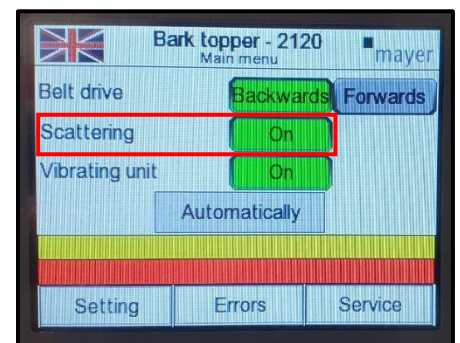 Bark topper - 2120
Main menu
mayer
Belt drive Backwards Forwards
Scattering On
Vibrating unit On
Automatically
Setting Errors Service